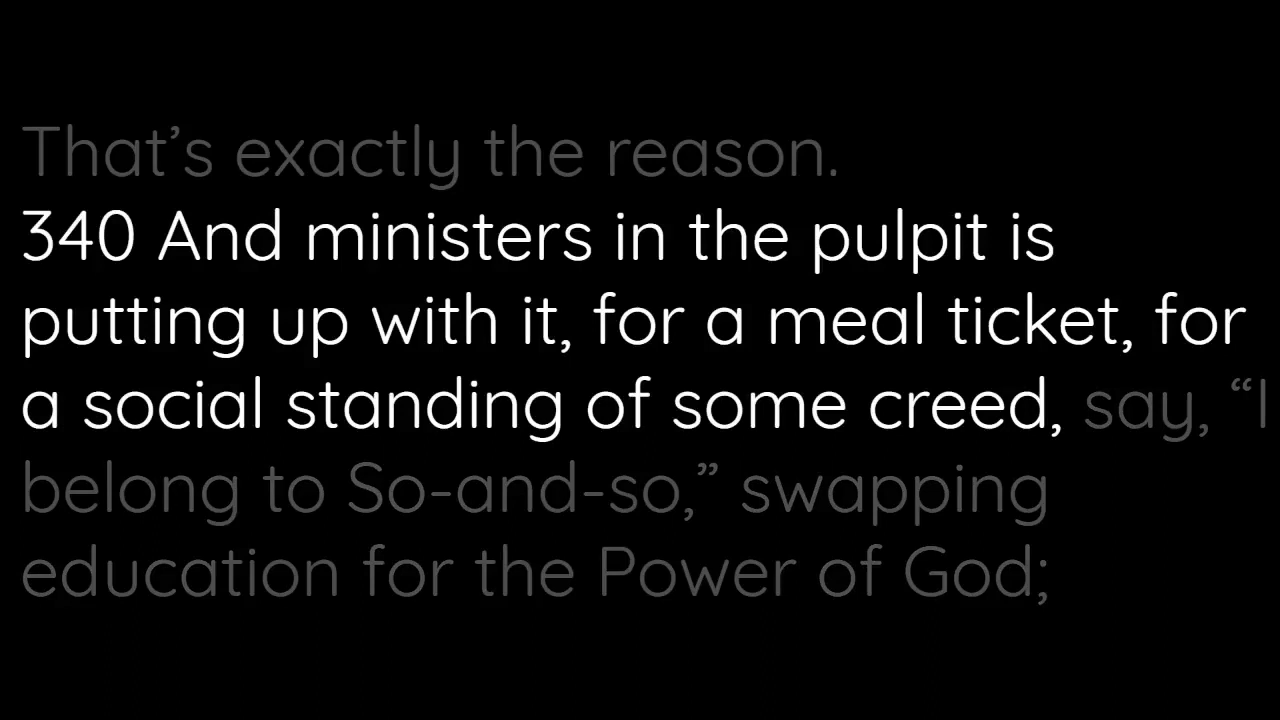 That’s exactly the reason.
340 And ministers in the pulpit is
putting up with it, for a meal ticket, for
a social standing of some creed, say, “I
belong to So-and-so,” swapping
education for the Power of God;